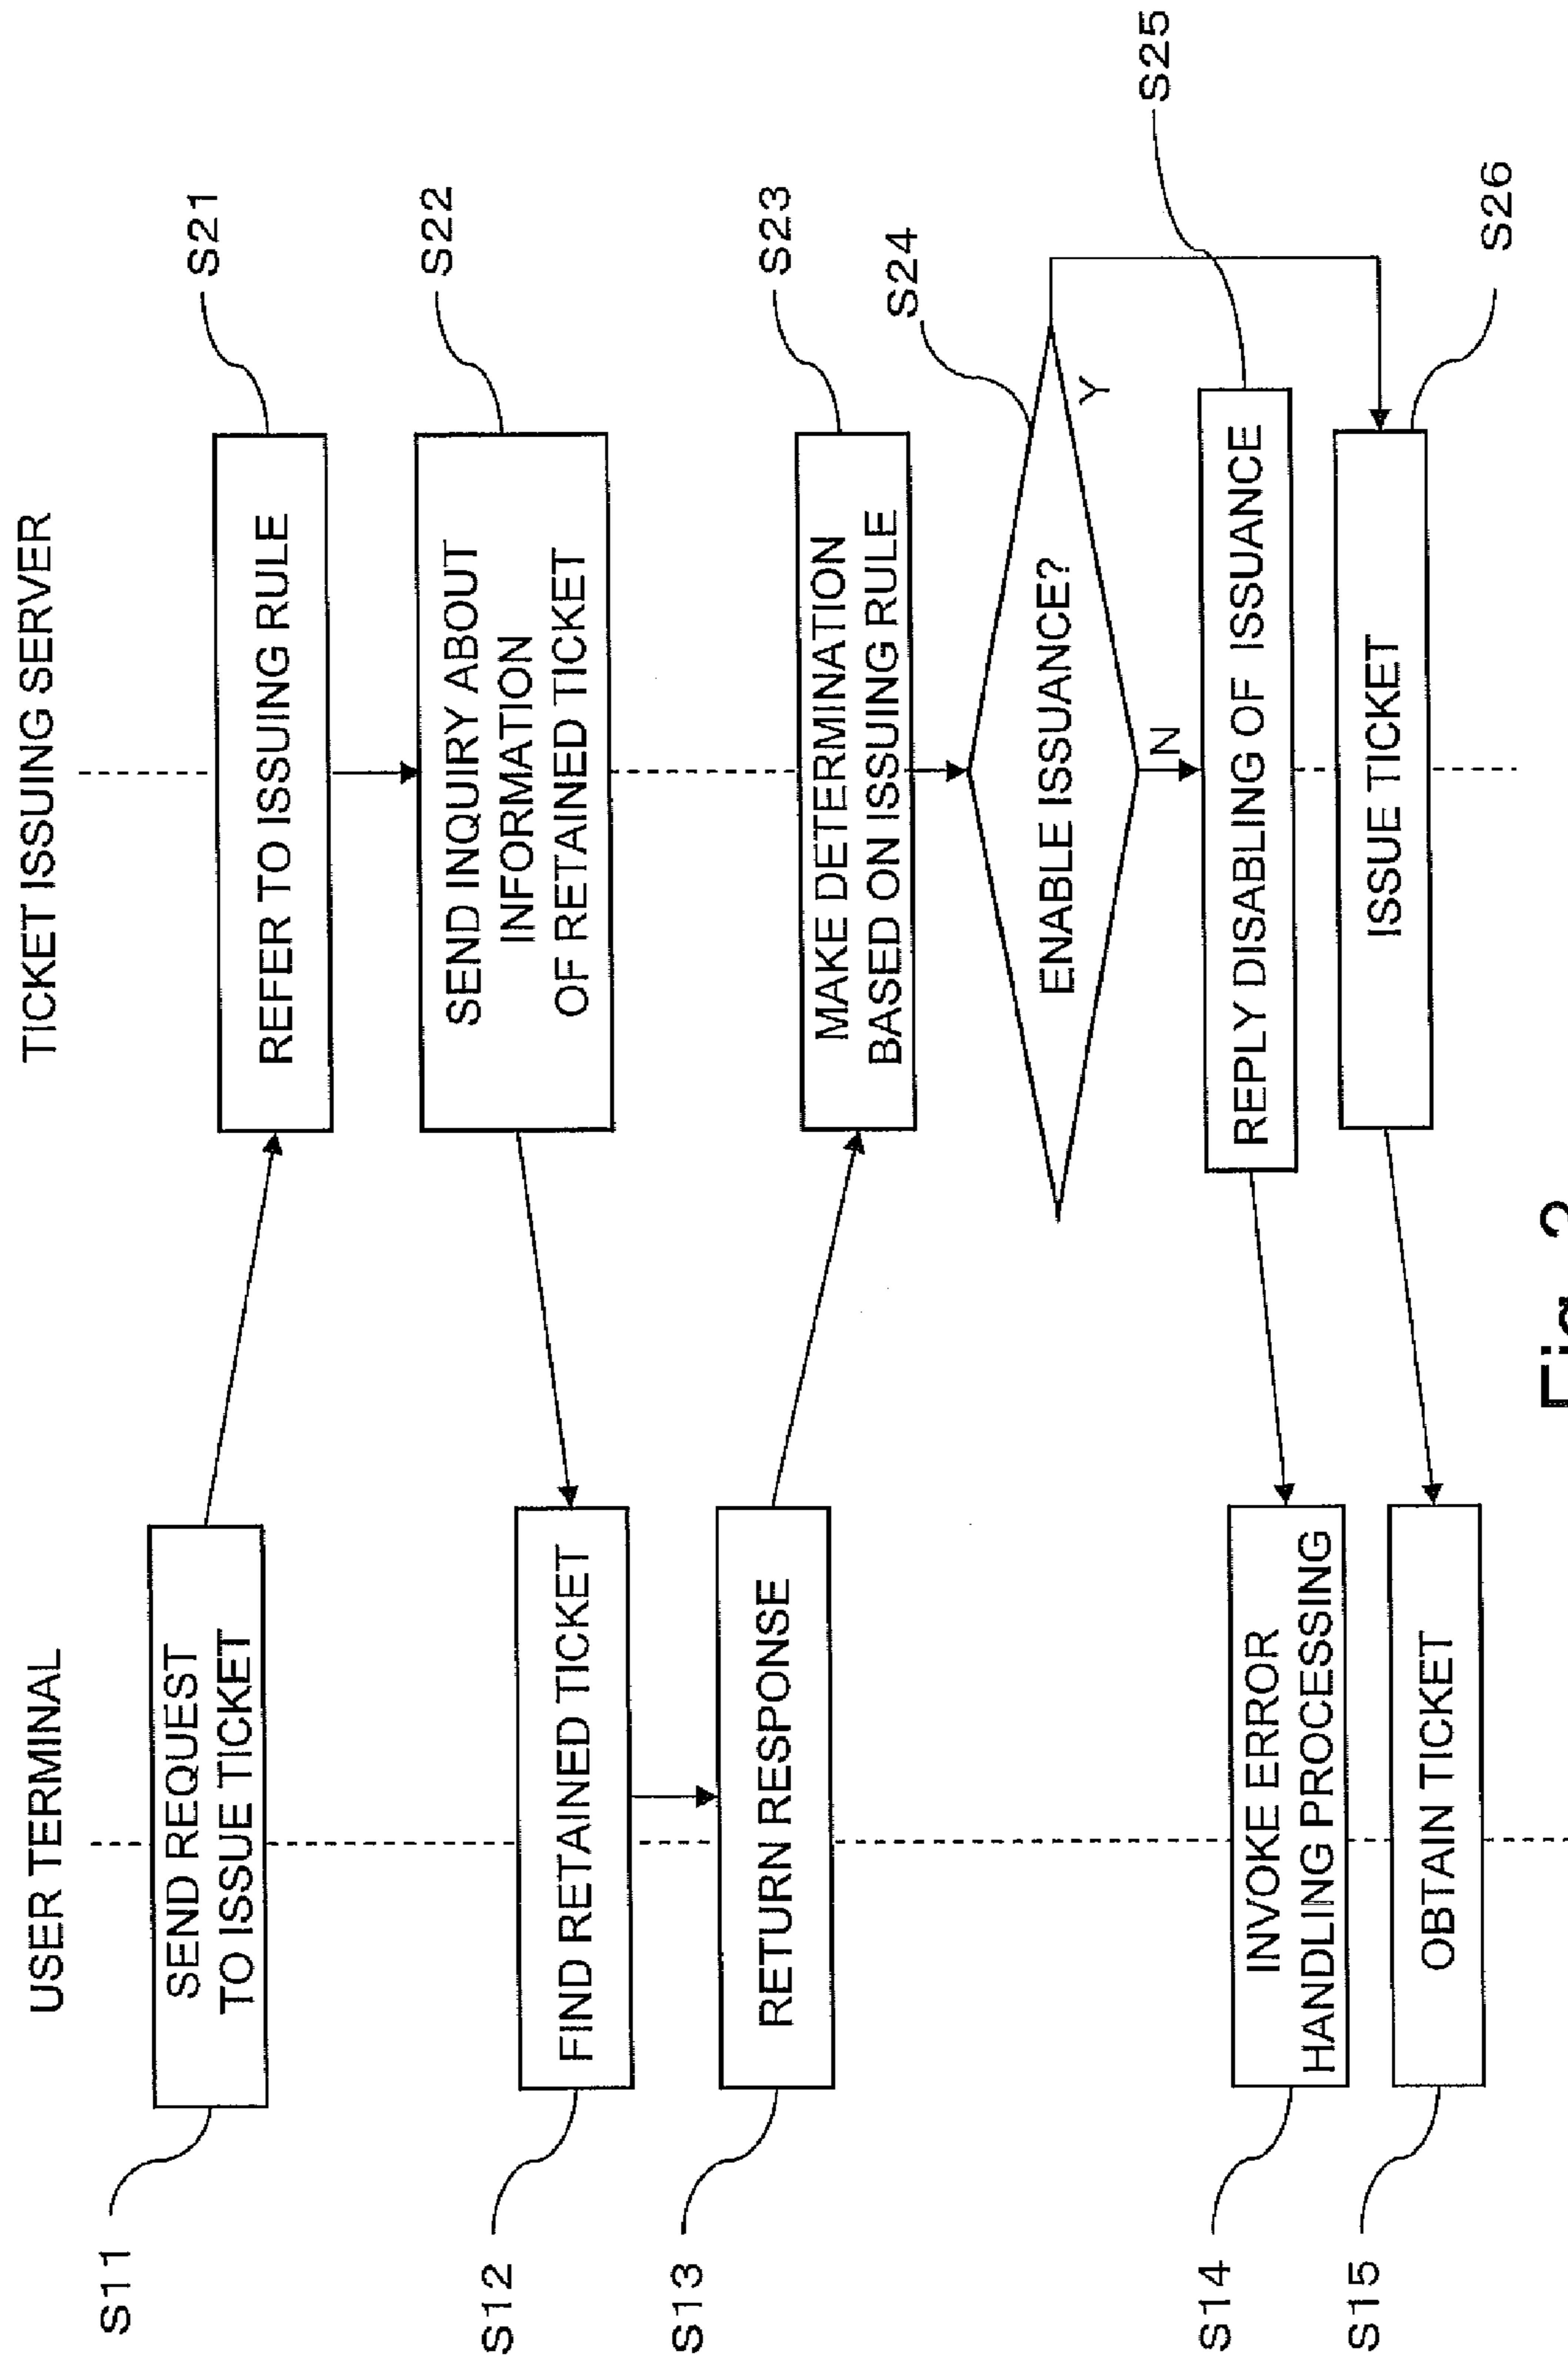 USER TERMINAL
TICKET ISSUING SERVER
S11
SEND REQUEST
TO ISSUE TICKET
REFER TO ISSUING RULE
S21
SEND INQUIRY ABOUT
INFORMATION
OF RETAINED TICKET
S22
S12
FIND RETAINED TICKET
S13
RETURN RESPONSE
MAKE DETERMINATION
BASED ON ISSUING RULE
S23
ENABLE ISSUANCE?
S24
Y
N
REPLY DISABLING OF ISSUANCE
S25
S14
INVOKE ERROR
HANDLING PROCESSING
ISSUE TICKET
S26
S15
OBTAIN TICKET